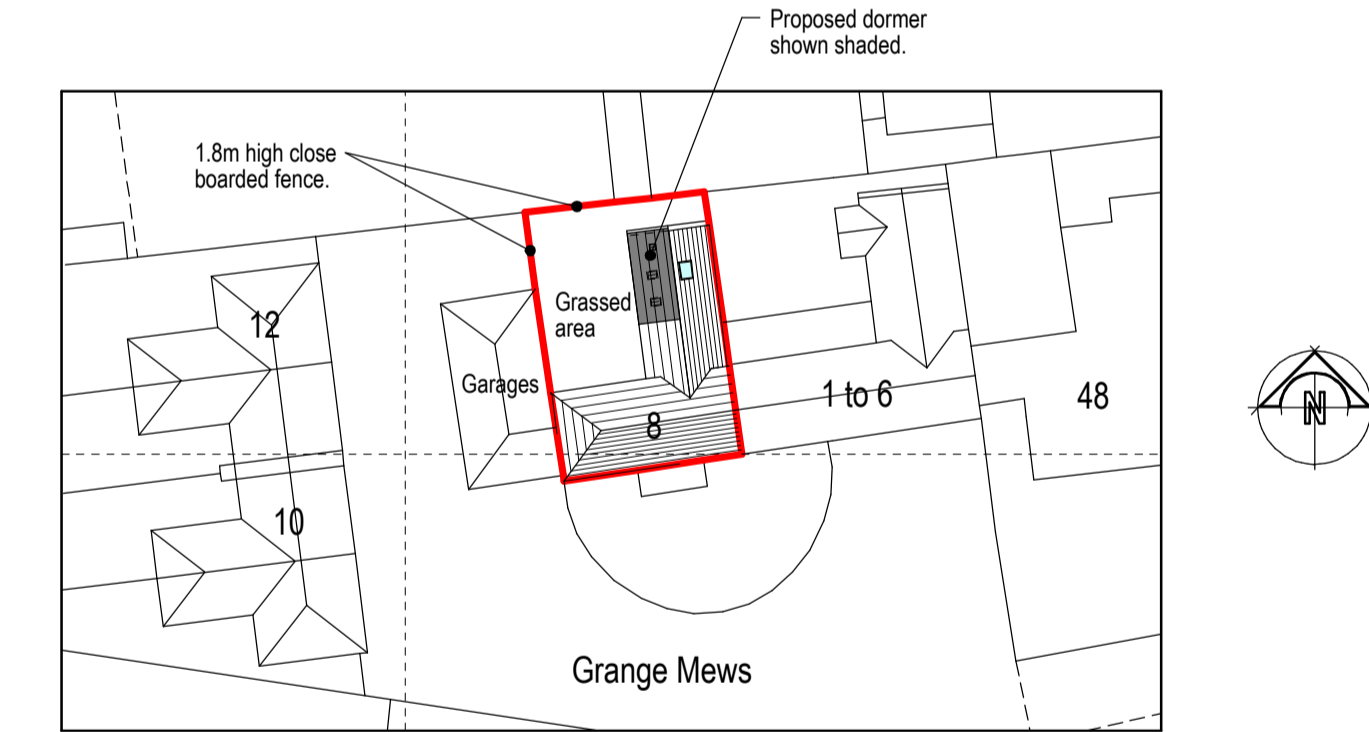 Proposed dormer
shown shaded.
1.8m high close
boarded fence.
12
Grassed
area
Garages
1 to 6
48
8
10
N
Grange Mews